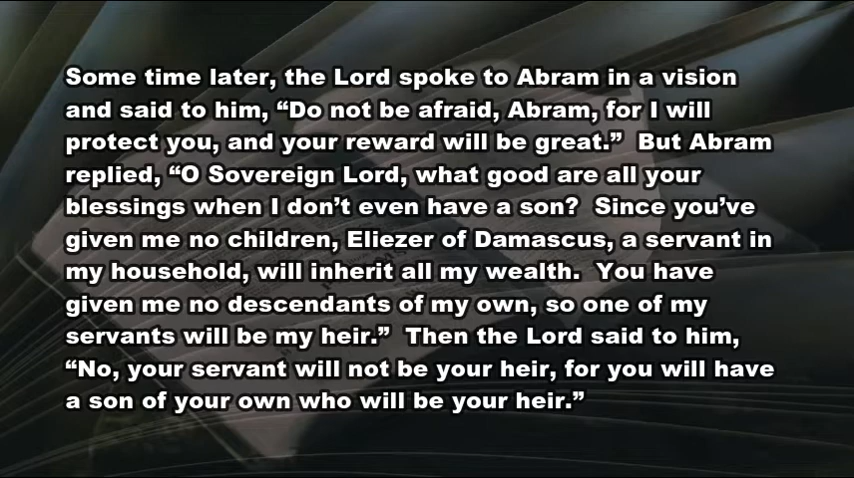 Some time later, the Lord spoke to Abram in a vision
and said to him, “Do not be afraid, Abram, for I will
protect you, and your reward will be great.”  But Abram
replied, “O Sovereign Lord, what good are all your
blessings when I don’t even have a son?  Since you’ve
given me no children, Eliezer of Damascus, a servant in
my household, will inherit all my wealth.  You have
given me no descendants of my own, so one of my
servants will be my heir.”  Then the Lord said to him,
“No, your servant will not be your heir, for you will have
a son of your own who will be your heir.”